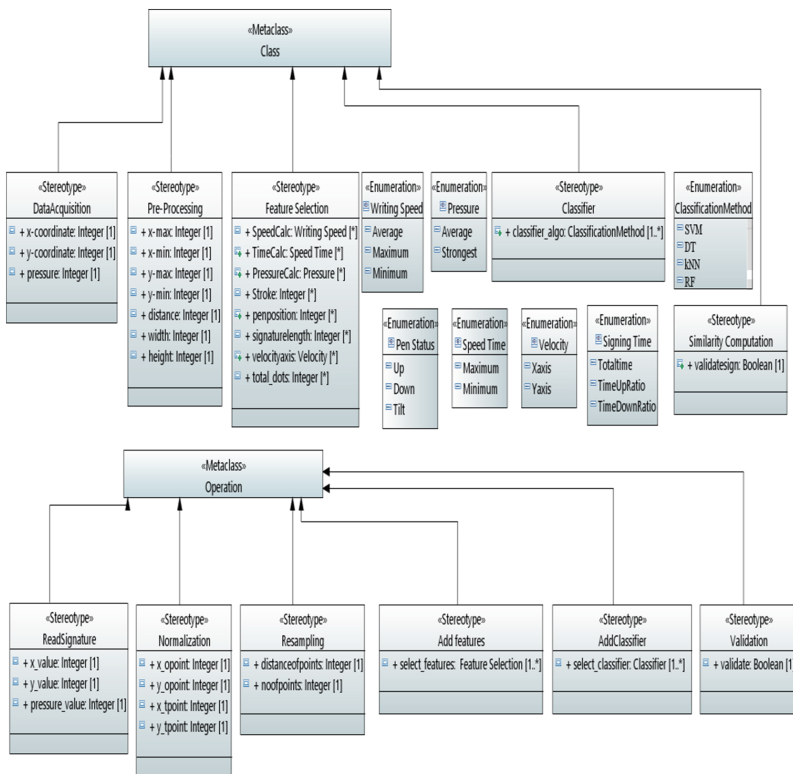 «Metaclass»
Class
«Stereotype»
DataAcquisition
+ x-coordinate: Integer [1]
+ y-coordinate: Integer [1]
+ pressure: Integer [1]
«Stereotype»
Pre-Processing
+ x-max: Integer [1]
+ x-min: Integer [1]
+ y-max: Integer [1]
+ y-min: Integer [1]
+ distance: Integer [1]
+ width: Integer [1]
+ height: Integer [1]
«Stereotype»
Feature Selection
+ SpeedCalc: Writing Speed [*]
+ TimeCalc: Speed Time [*]
+ PressureCalc: Pressure [*]
+ Stroke: Integer [*]
+ penposition: Integer [*]
+ signaturelength: Integer [*]
+ velocityaxis: Velocity [*]
+ total_dots: Integer [*]
«Enumeration»
Writing Speed
Average
Maximum
Minimum
«Enumeration»
Pressure
Average
Strongest
«Stereotype»
Classifier
+ classifier_algo: ClassificationMethod [1..*]
«Enumeration»
ClassificationMethod
SVM
DT
kNN
RF
«Enumeration»
Pen Status
Up
Down
Tilt
«Enumeration»
Speed Time
Maximum
Minimum
«Enumeration»
Velocity
Xaxis
Yaxis
«Enumeration»
Signing Time
Totaltime
TimeUpRatio
TimeDownRatio
«Stereotype»
Similarity Computation
+ validatesign: Boolean [1]
«Metaclass»
Operation
«Stereotype»
ReadSignature
+ x_value: Integer [1]
+ y_value: Integer [1]
+ pressure_value: Integer [1]
«Stereotype»
Normalization
+ x_opoint: Integer [1]
+ y_opoint: Integer [1]
+ x_tpoint: Integer [1]
+ y_tpoint: Integer [1]
«Stereotype»
Resampling
+ distanceofpoints: Integer [1]
+ noofpoints: Integer [1]
«Stereotype»
Add features
+ select_features: Feature Selection [1..*]
«Stereotype»
AddClassifier
+ select_classifier: Classifier [1..*]
«Stereotype»
Validation
+ validate: Boolean [1]